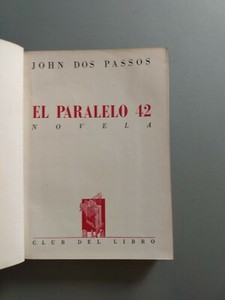 JOHN DOS PASSOS
EL PARALELO 42
NOVELA
CLUB DEL LIBRO